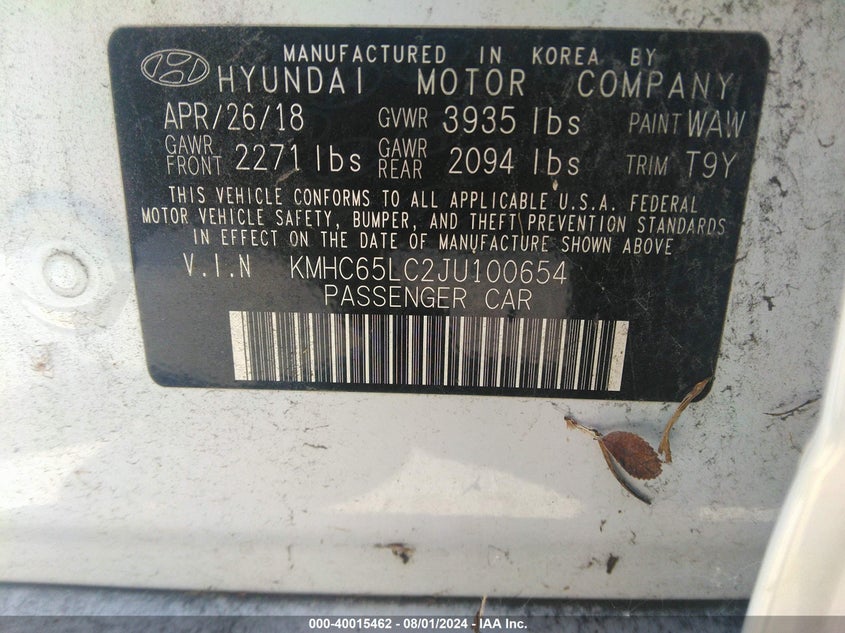 MANUFACTURED IN KOREA BY
HYUNDAI MOTOR COMPANY
APR/26/18 GVWR 3935 lbs PAINT WAW
GAWR FRONT 2271 lbs GAWR REAR 2094 lbs TRIM T9Y
THIS VEHICLE CONFORMS TO ALL APPLICABLE U.S.A. FEDERAL
MOTOR VEHICLE SAFETY, BUMPER, AND THEFT PREVENTION STANDARDS
IN EFFECT ON THE DATE OF MANUFACTURE SHOWN ABOVE
V.I.N KMHC65LC2JU100654
PASSENGER CAR
000-40015462 - 08/01/2024 - IAA Inc.